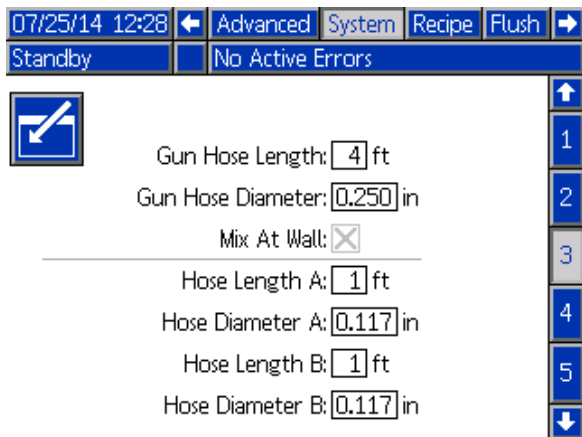 07/25/14 12:28 Advanced System Recipe Flush
Standby No Active Errors
1
Gun Hose Length: 4 ft
Gun Hose Diameter: 0.250 in
2
Mix At Wall:
3
Hose Length A: 1 ft
Hose Diameter A: 0.117 in
4
Hose Length B: 1 ft
5
Hose Diameter B: 0.117 in